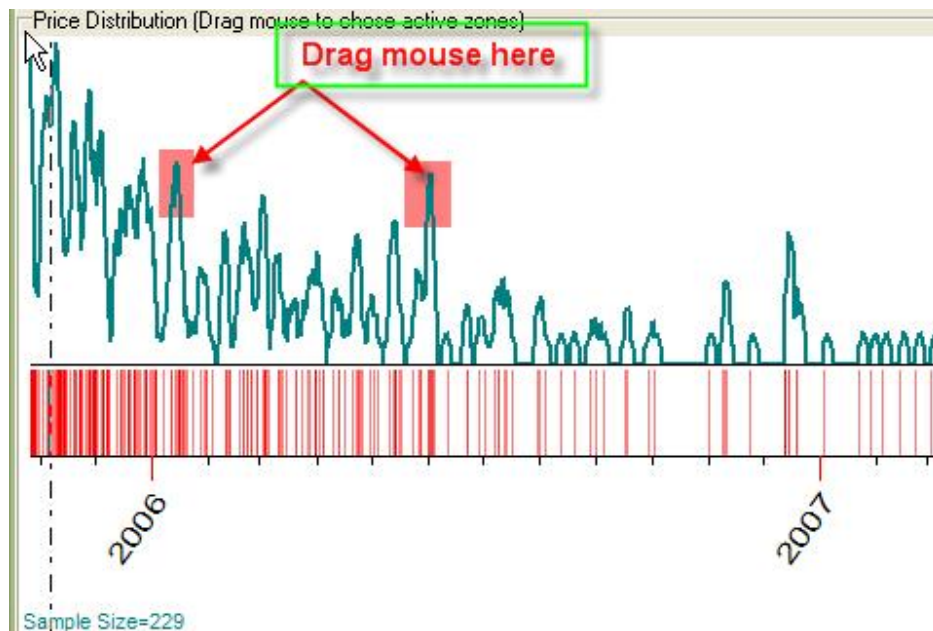 Price Distribution (Drag mouse to chose active zones)
Drag mouse here
2006
2007
Sample Size=229